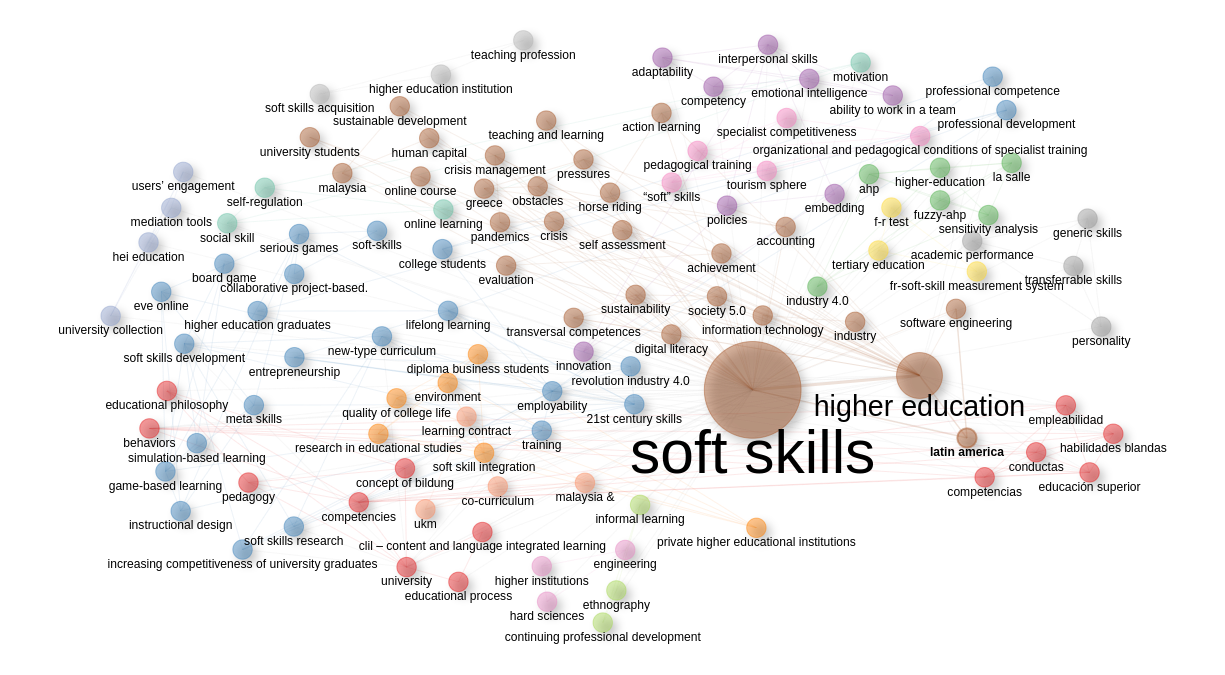 teaching profession
interpersonal skills
adaptability
motivation
higher education institution
emotional intelligence
professional competence
competency
soft skills acquisition
ability to work in a team
sustainable development
professional development
action learning
teaching and learning
specialist competitiveness
university students
human capital
organizational and pedagogical conditions of specialist training
pedagogical training
crisis management
pressures
la salle
users' engagement
malaysia
online course
tourism sphere
ahp
higher-education
"soft" skills
self-regulation
greece
obstacles
horse riding
embedding
fuzzy-ahp
mediation tools
online learning
policies
f-r test
sensitivity analysis
generic skills
social skill
pandemics
crisis
serious games
soft-skills
self assessment
accounting
academic performance
hei education
college students
achievement
tertiary education
board game
evaluation
transferrable skills
collaborative project-based.
fr-soft-skill measurement system
eve online
industry 4.0
sustainability
society 5.0
university collection
higher education graduates
lifelong learning
transversal competences
information technology
industry
software engineering
personality
new-type curriculum
digital literacy
soft skills development
entrepreneurship
diploma business students
innovation
revolution industry 4.0
environment
educational philosophy
employability
higher education
quality of college life
meta skills
21st century skills
empleabilidad
learning contract
behaviors
training
research in educational studies
habilidades blandas
latin america
simulation-based learning
soft skills
soft skill integration
conductas
concept of bildung
game-based learning
educación superior
competencias
pedagogy
co-curriculum
malaysia &
competencies
informal learning
ukm
instructional design
soft skills research
private higher educational institutions
clil – content and language integrated learning
increasing competitiveness of university graduates
engineering
university
higher institutions
educational process
ethnography
hard sciences
continuing professional development